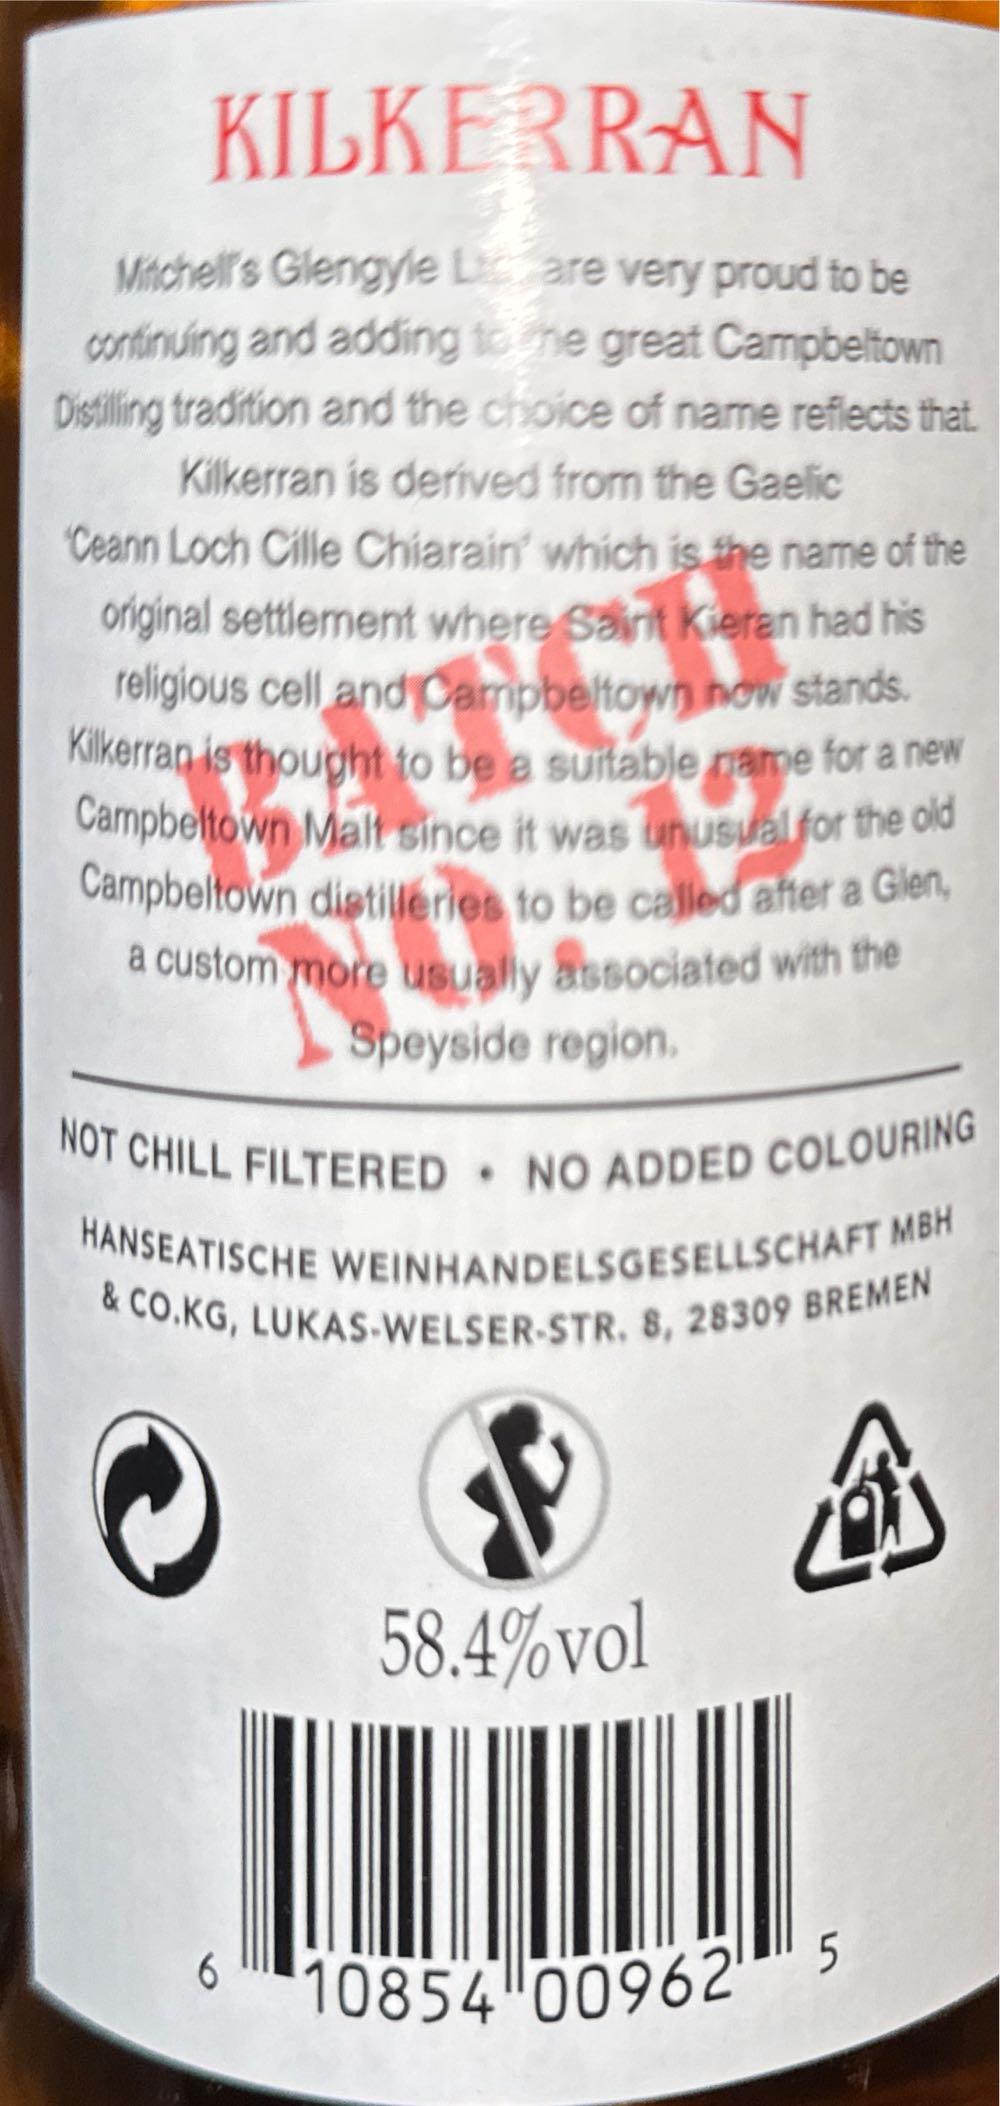 KILKERRAN
Mitchell's Glengyle are very proud to be
continuing and adding to the great Campbeltown
Distilling tradition and the choice of name reflects that.
Kilkerran is derived from the Gaelic
'Ceann Loch Cille Chiarain' which is the name of the
original settlement where Saint Kieran had his
religious cell and Campbeltown now stands.
Kilkerran is thought to be a suitable name for a new
Campbeltown Malt since it was unusual for the old
Campbeltown distilleries to be called after a Glen,
a custom more usually associated with the
Speyside region.
BATCH
NO. 12
NOT CHILL FILTERED • NO ADDED COLOURING
HANSEATISCHE WEINHANDELSGESELLSCHAFT MBH
& CO.KG, LUKAS-WELSER-STR. 8, 28309 BREMEN
58.4%vol
6 10854 00962 5